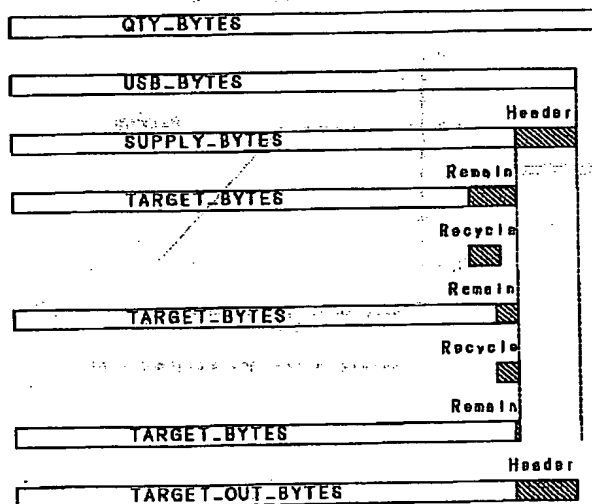 QTY_BYTES
USB_BYTES
Header
SUPPLY_BYTES
Remain
TARGET_BYTES
Recycle
Remain
TARGET_BYTES
Recycle
Remain
TARGET_BYTES
Header
TARGET_OUT_BYTES